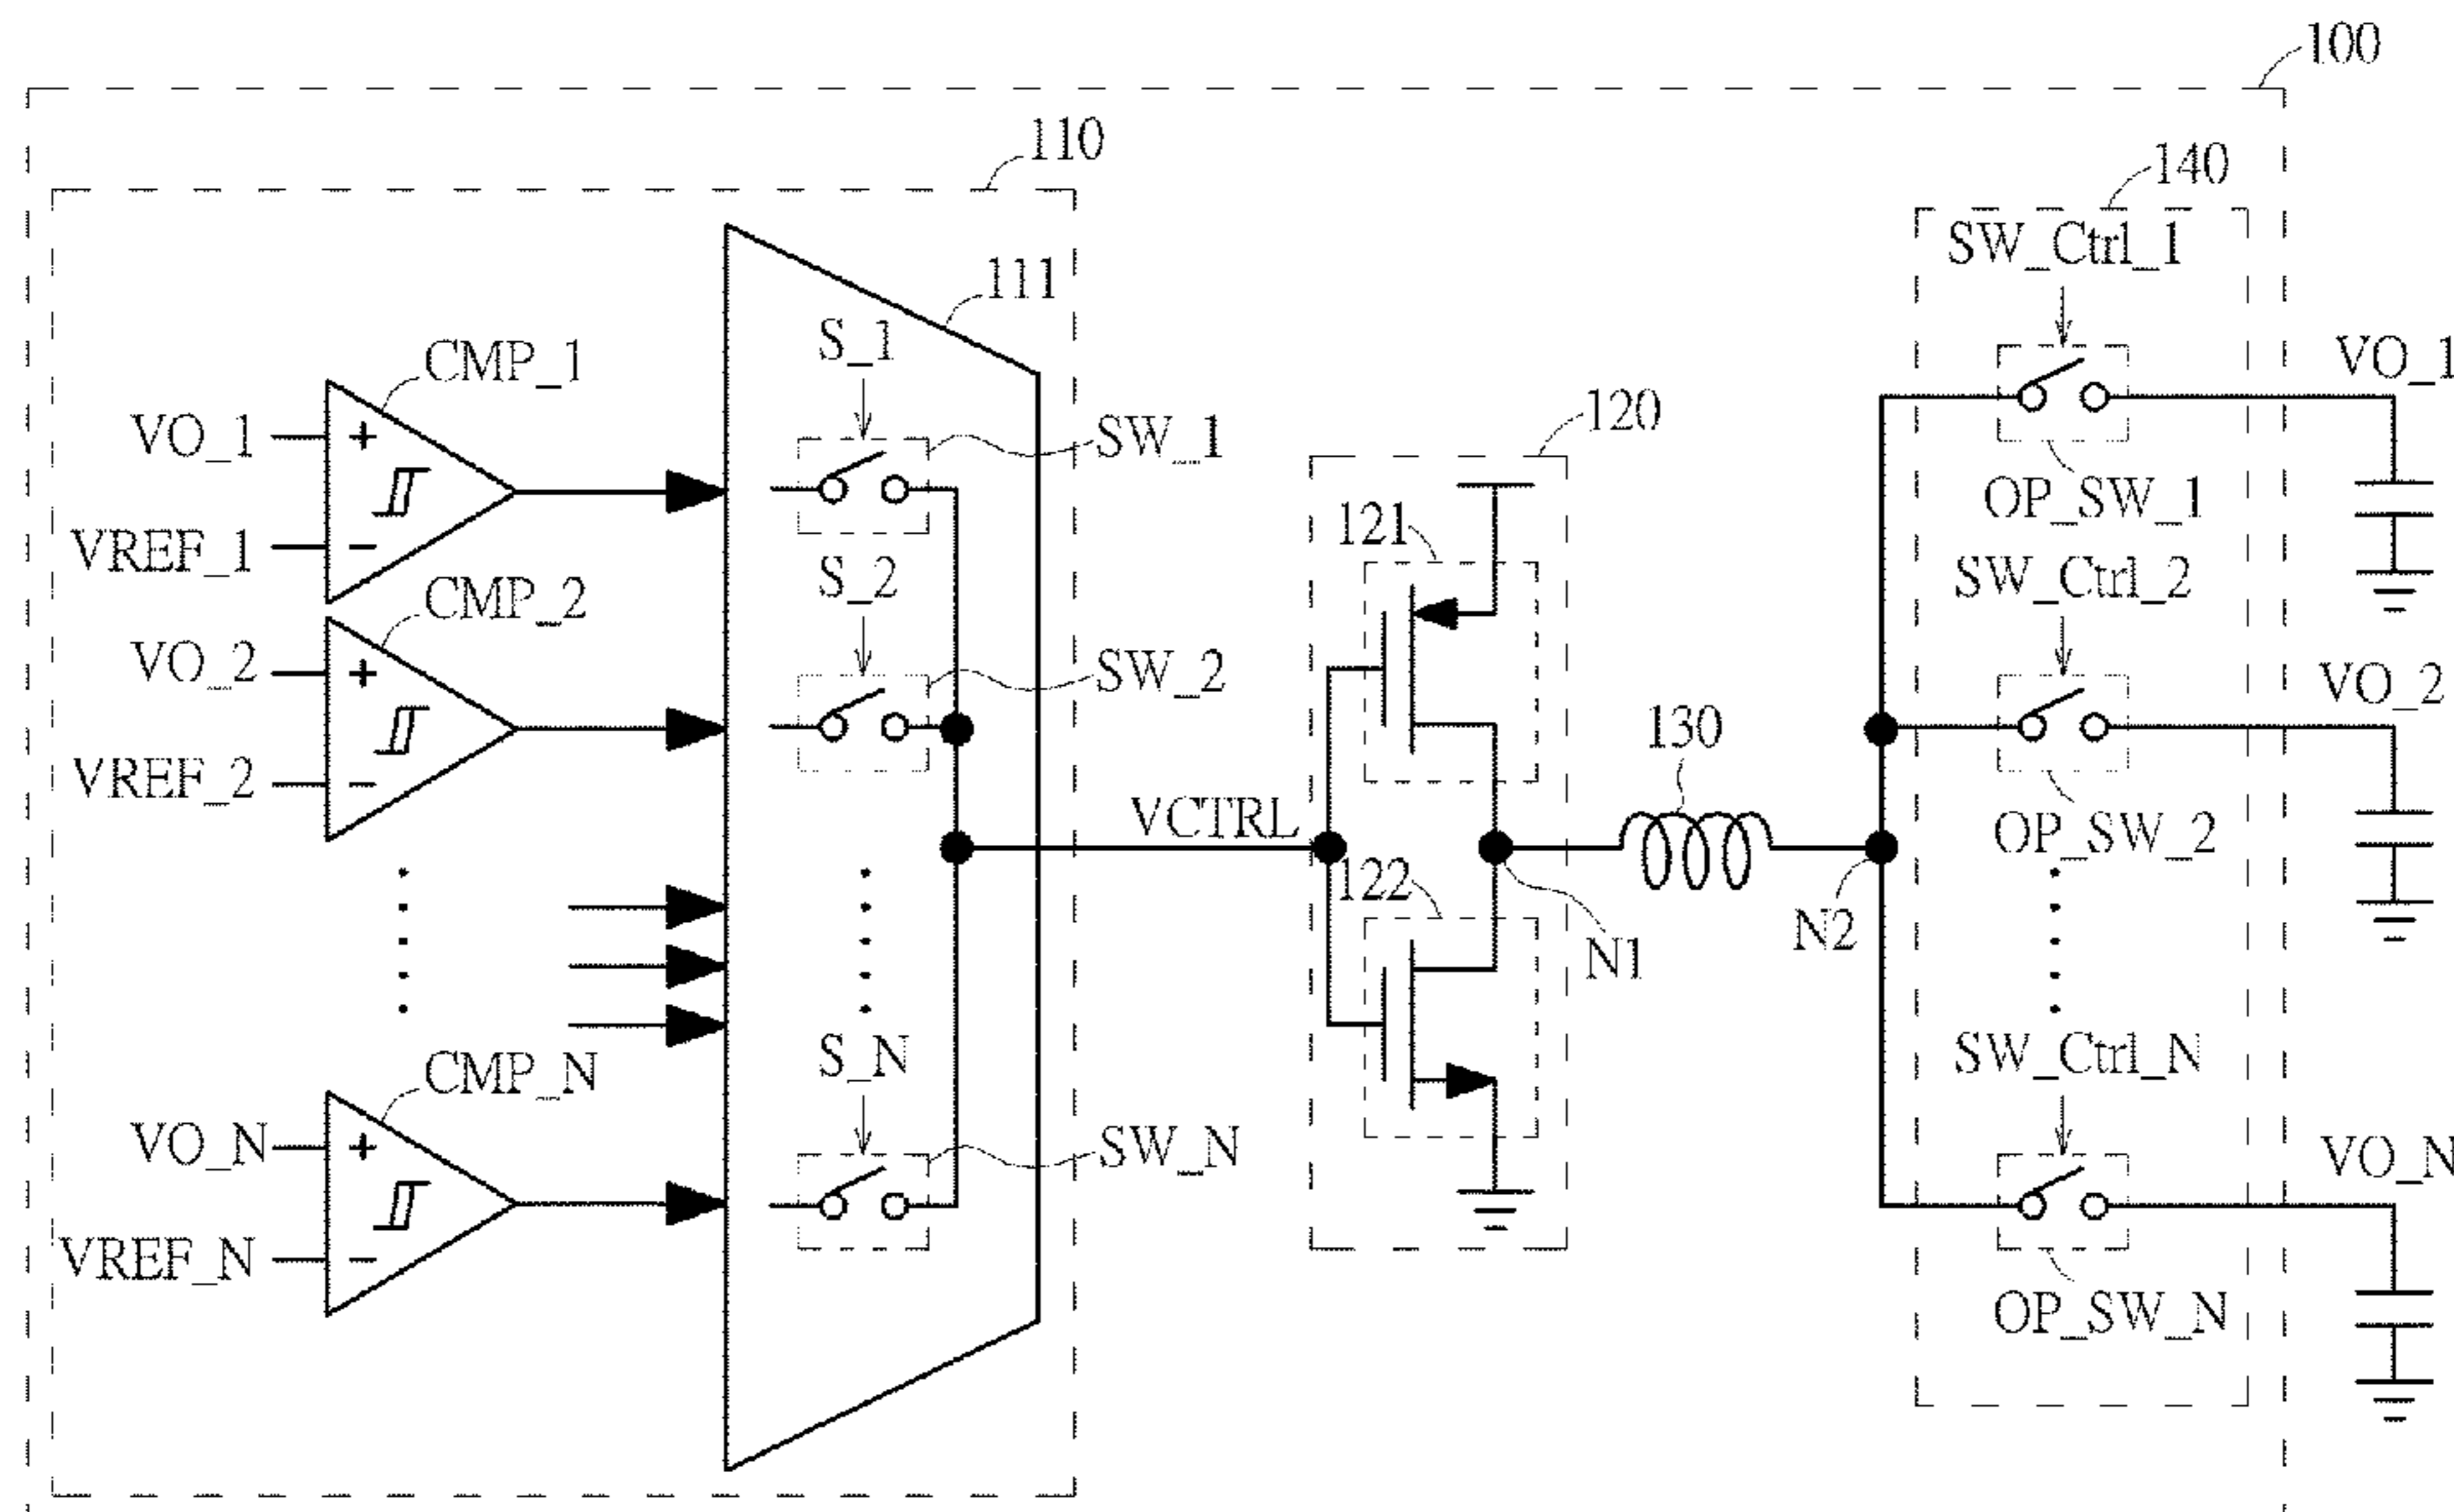 100
110
140
SW_Ctrl_1
111
S_1
CMP_1
VO_1
VO_1
120
SW_1
+
OP_SW_1
121
VREF_1
−
S_2
SW_Ctrl_2
CMP_2
VO_2
+
SW_2
VO_2
130
VREF_2
−
VCTRL
OP_SW_2
122
N2
N1
S_N
SW_Ctrl_N
CMP_N
VO_N
+
SW_N
VO_N
VREF_N
−
OP_SW_N